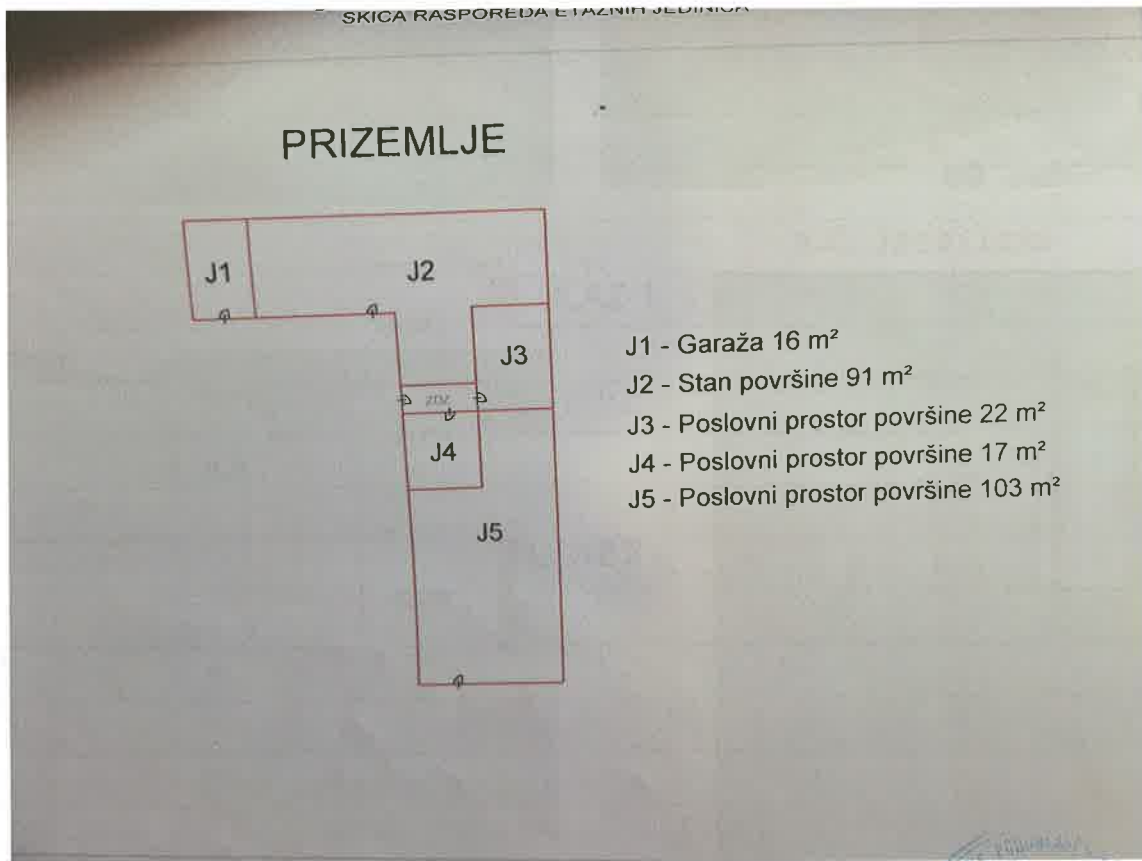 SKICA RASPOREDA ETAŽNIH JEDINICA
PRIZEMLJE
J1
J2
J3
J4
J5
J1 - Garaža 16 m²
J2 - Stan površine 91 m²
J3 - Poslovni prostor površine 22 m²
J4 - Poslovni prostor površine 17 m²
J5 - Poslovni prostor površine 103 m²